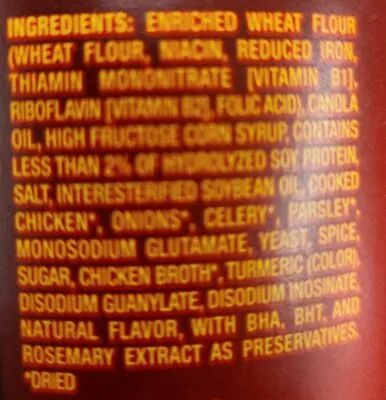 INGREDIENTS: ENRICHED WHEAT FLOUR
(WHEAT FLOUR, NIACIN, REDUCED IRON,
THIAMIN MONONITRATE [VITAMIN B1],
RIBOFLAVIN [VITAMIN B2], FOLIC ACID), CANOLA
OIL, HIGH FRUCTOSE CORN SYRUP, CONTAINS
LESS THAN 2% OF HYDROLYZED SOY PROTEIN,
SALT, INTERESTERIFIED SOYBEAN OIL, COOKED
CHICKEN*, ONIONS*, CELERY*, PARSLEY*,
MONOSODIUM GLUTAMATE, YEAST, SPICE,
SUGAR, CHICKEN BROTH*, TURMERIC (COLOR),
DISODIUM GUANYLATE, DISODIUM INOSINATE,
NATURAL FLAVOR, WITH BHA, BHT, AND
ROSEMARY EXTRACT AS PRESERVATIVES.
*DRIED